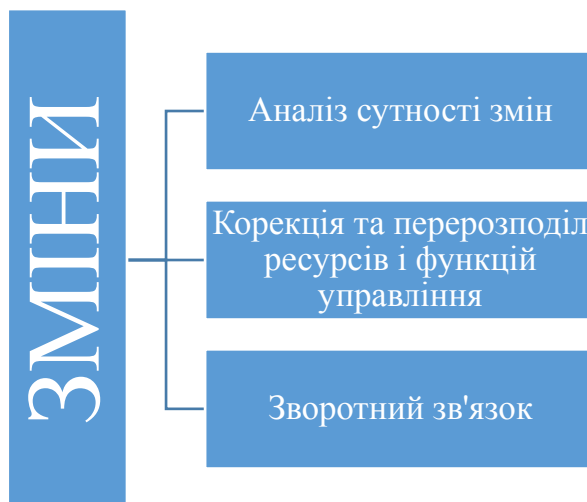 ЗМІНИ
Аналіз сутності змін
Корекція та перерозподіл
ресурсів і функцій
управління
Зворотний зв'язок